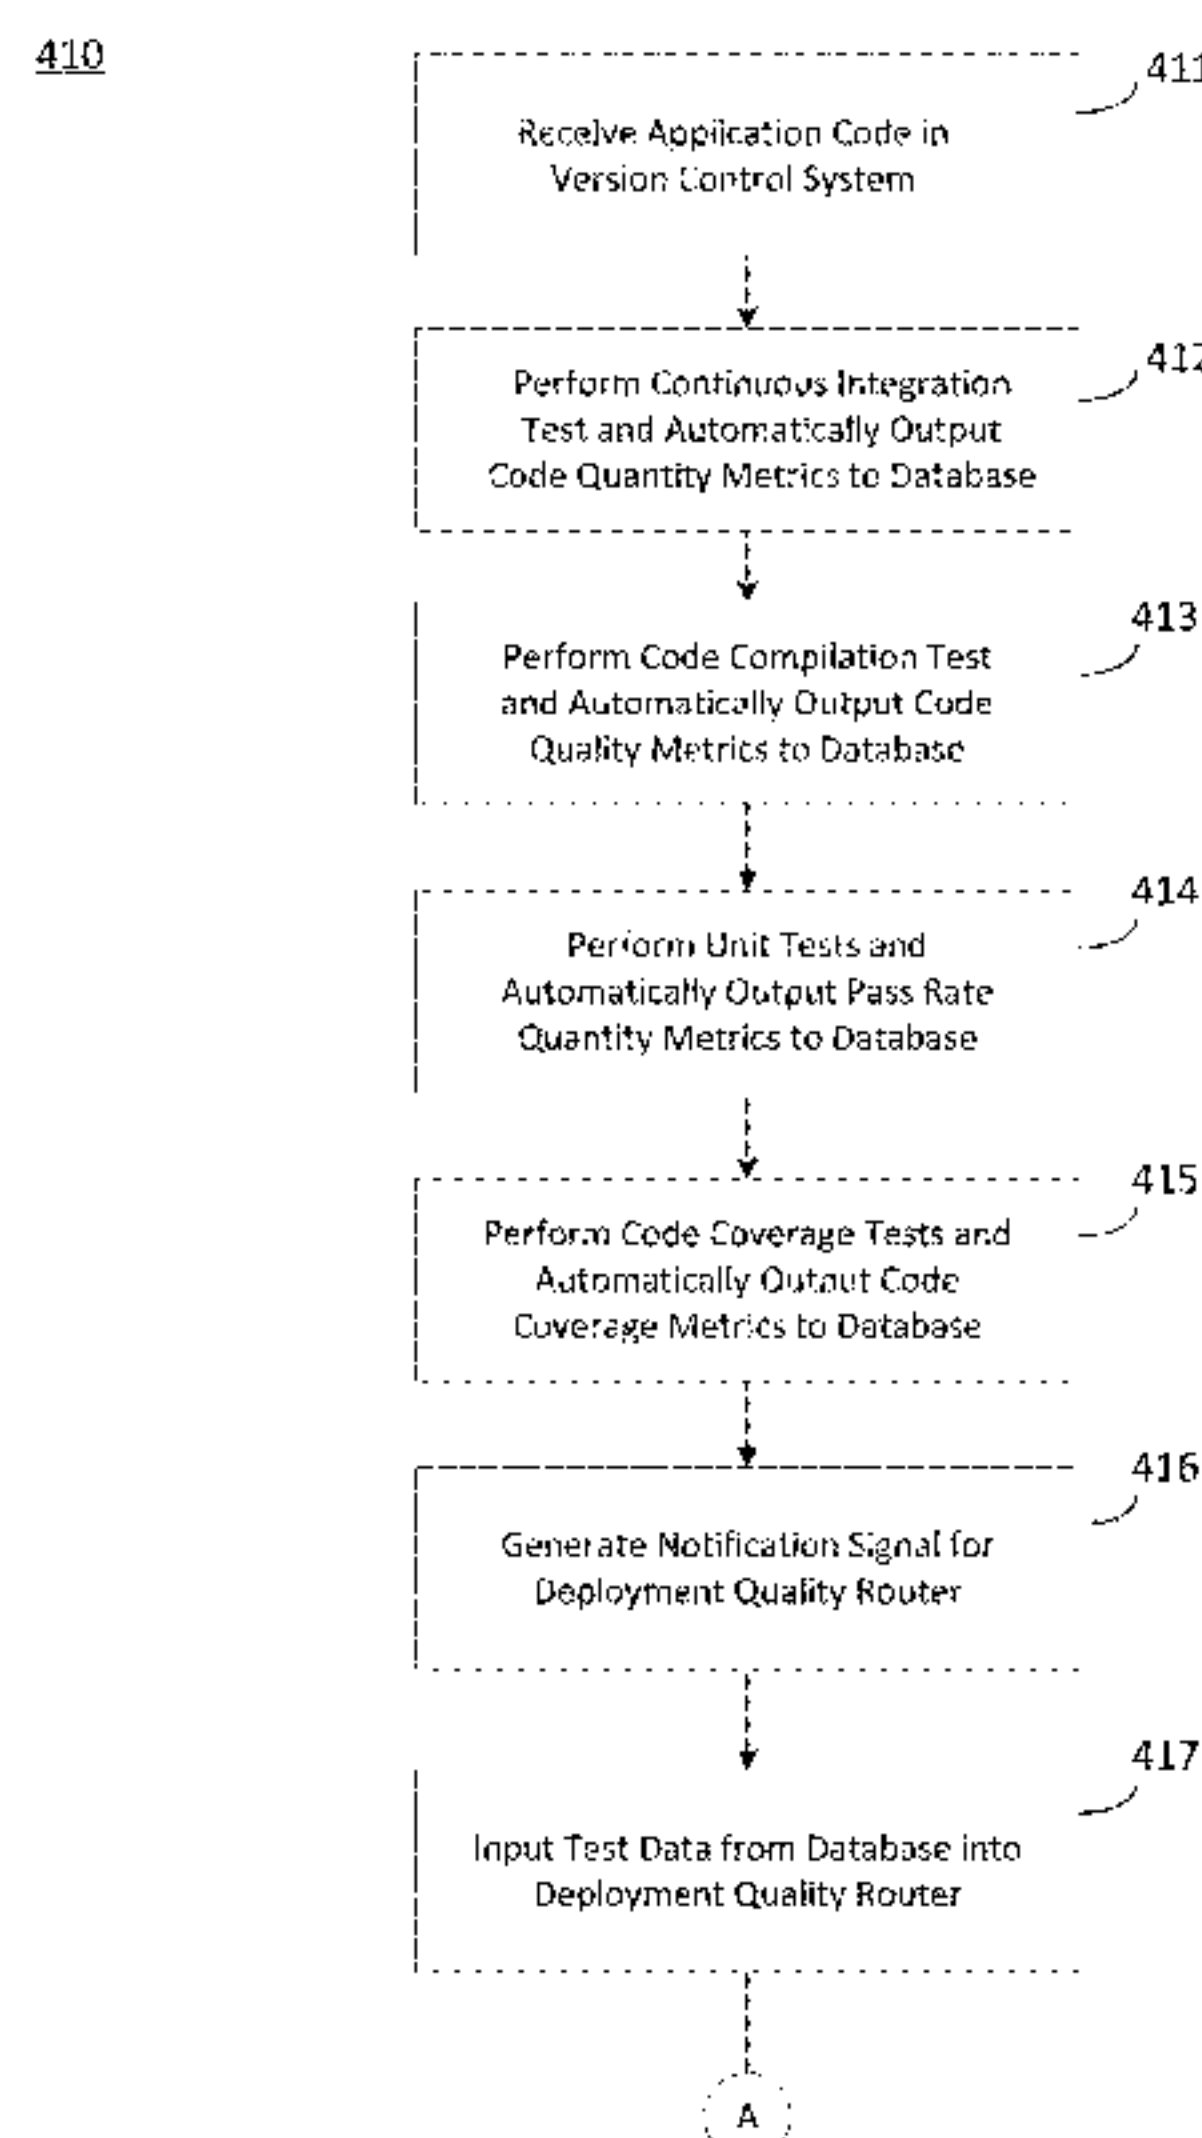 410
411
Receive Application Code in
Version Control System
412
Perform Continuous Integration
Test and Automatically Output
Code Quantity Metrics to Database
413
Perform Code Compilation Test
and Automatically Output Code
Quality Metrics to Database
414
Perform Unit Tests and
Automatically Output Pass Rate
Quantity Metrics to Database
415
Perform Code Coverage Tests and
Automatically Output Code
Coverage Metrics to Database
416
Generate Notification Signal for
Deployment Quality Router
417
Input Test Data from Database into
Deployment Quality Router
A